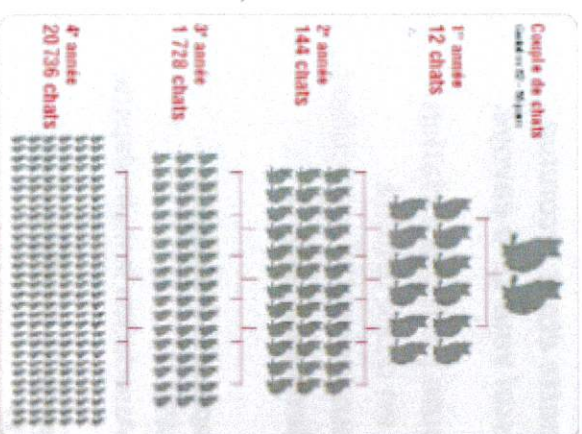 Couple de chats
1re année
12 chats
2e année
144 chats
3e année
1 728 chats
4e année
20 736 chats